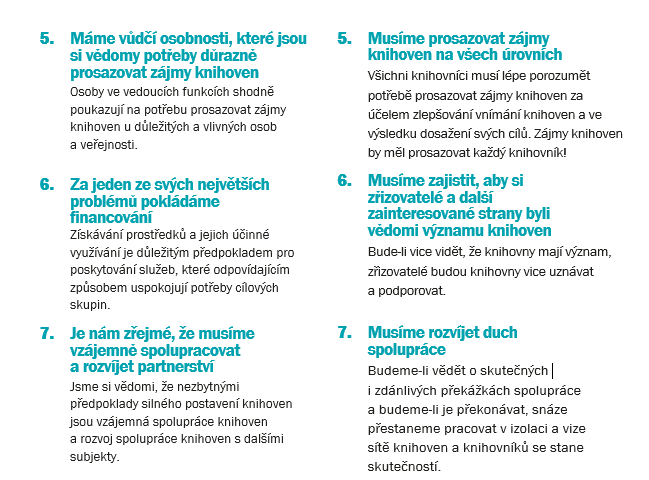 5. Máme vůdčí osobnosti, které jsou
si vědomy potřeby důrazně
prosazovat zájmy knihoven
Osoby ve vedoucích funkcích shodně
poukazují na potřebu prosazovat zájmy
knihoven u důležitých a vlivných osob
a veřejnosti.
6. Za jeden ze svých největších
problémů pokládáme
financování
Získávání prostředků a jejich účinné
využívání je důležitým předpokladem pro
poskytování služeb, které odpovídajícím
způsobem uspokojují potřeby cílových
skupin.
7. Je nám zřejmé, že musíme
vzájemně spolupracovat
a rozvíjet partnerství
Jsme si vědomi, že nezbytnými
předpoklady silného postavení knihoven
jsou vzájemná spolupráce knihoven
a rozvoj spolupráce knihoven s dalšími
subjekty.
5. Musíme prosazovat zájmy
knihoven na všech úrovních
Všichni knihovníci musí lépe porozumět
potřebě prosazovat zájmy knihoven za
účelem zlepšování vnímání knihoven a ve
výsledku dosažení svých cílů. Zájmy knihoven
by měl prosazovat každý knihovník!
6. Musíme zajistit, aby si
zřizovatelé a další
zainteresované strany byli
vědomi významu knihoven
Bude-li vice vidět, že knihovny mají význam,
zřizovatelé budou knihovny vice uznávat
a podporovat.
7. Musíme rozvíjet duch
spolupráce
Budeme-li vědět o skutečných
i zdánlivých překážkách spolupráce
a budeme-li je překonávat, snáze
přestaneme pracovat v izolaci a vize
sítě knihoven a knihovníků se stane
skutečností.